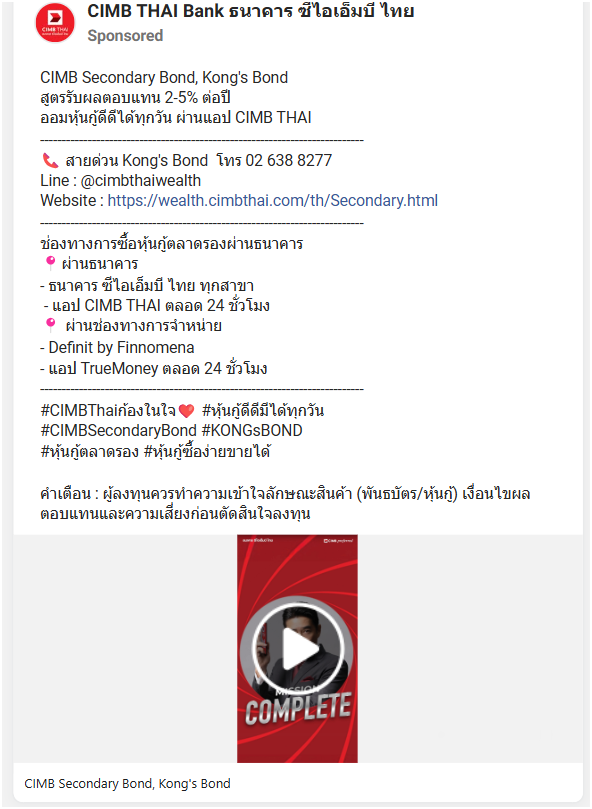 CIMB THAI
CIMB THAI Bank ธนาคาร ซีไอเอ็มบี ไทย
Sponsored
CIMB Secondary Bond, Kong's Bond
สูตรรับผลตอบแทน 2-5% ต่อปี
ออมหุ้นกู้ดีดีได้ทุกวัน ผ่านแอป CIMB THAI
สายด่วน Kong's Bond โทร 02 638 8277
Line : @cimbthaiwealth
Website : https://wealth.cimbthai.com/th/Secondary.html
ช่องทางการซื้อหุ้นกู้ตลาดรองผ่านธนาคาร
ผ่านธนาคาร
- ธนาคาร ซีไอเอ็มบี ไทย ทุกสาขา
- แอป CIMB THAI ตลอด 24 ชั่วโมง
ผ่านช่องทางการจำหน่าย
- Definit by Finnomena
- แอป TrueMoney ตลอด 24 ชั่วโมง
#CIMBThaiก้องในใจ❤️ #หุ้นกู้ดีดีมีได้ทุกวัน
#CIMBSecondaryBond #KONGsBOND
#หุ้นกู้ตลาดรอง #หุ้นกู้ซื้อง่ายขายได้
คำเตือน : ผู้ลงทุนควรทำความเข้าใจลักษณะสินค้า (พันธบัตร/หุ้นกู้) เงื่อนไขผล
ตอบแทนและความเสี่ยงก่อนตัดสินใจลงทุน
MISSION
COMPLETE
CIMB Secondary Bond, Kong's Bond